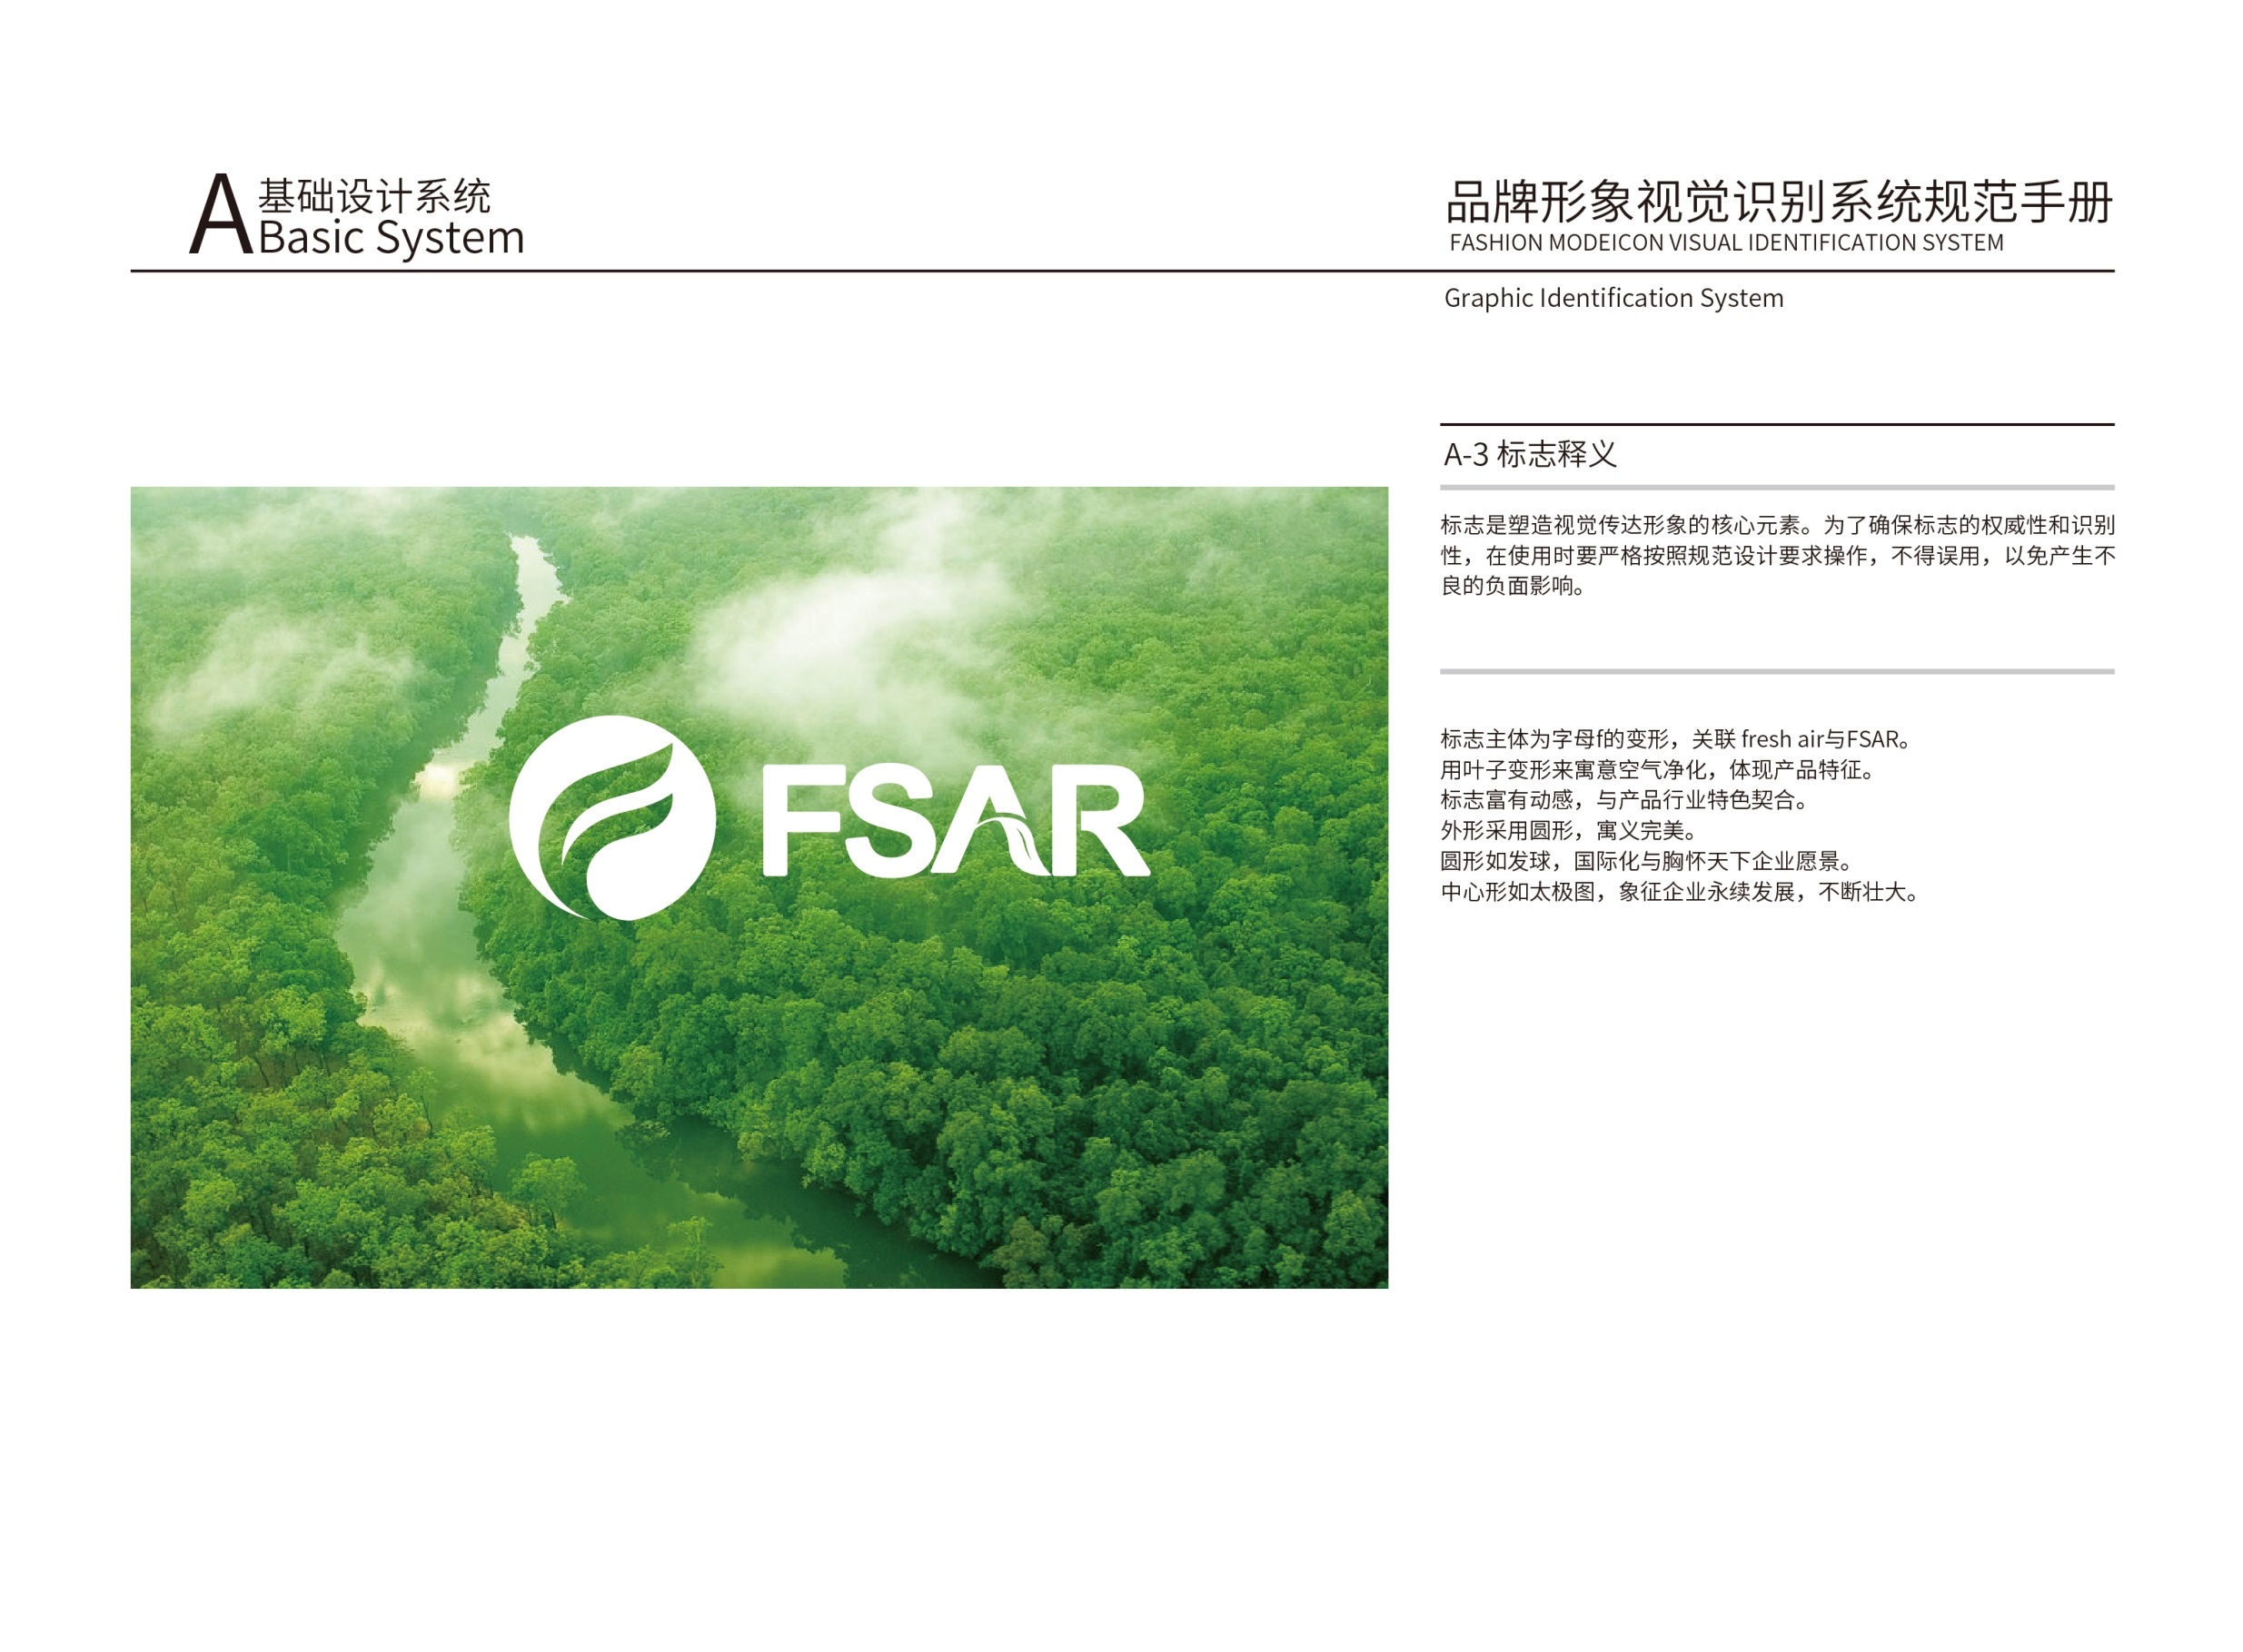 A
基础设计系统
Basic System
品牌形象视觉识别系统规范手册
FASHION MODEICON VISUAL IDENTIFICATION SYSTEM
Graphic Identification System
A-3 标志释义
标志是塑造视觉传达形象的核心元素。为了确保标志的权威性和识别
性，在使用时要严格按照规范设计要求操作，不得误用，以免产生不
良的负面影响。
FSAR
标志主体为字母f的变形，关联 fresh air与FSAR。
用叶子变形来寓意空气净化，体现产品特征。
标志富有动感，与产品行业特色契合。
外形采用圆形，寓义完美。
圆形如发球，国际化与胸怀天下企业愿景。
中心形如太极图，象征企业永续发展，不断壮大。